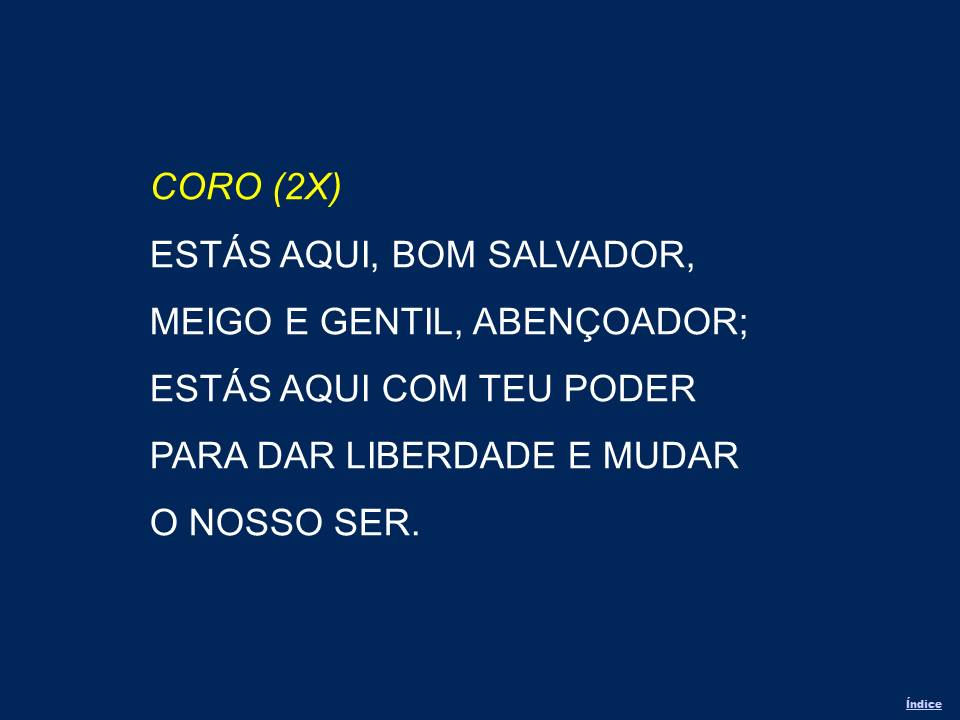 CORO (2X)
ESTÁS AQUI, BOM SALVADOR,
MEIGO E GENTIL, ABENÇOADOR;
ESTÁS AQUI COM TEU PODER
PARA DAR LIBERDADE E MUDAR
O NOSSO SER.
Índice